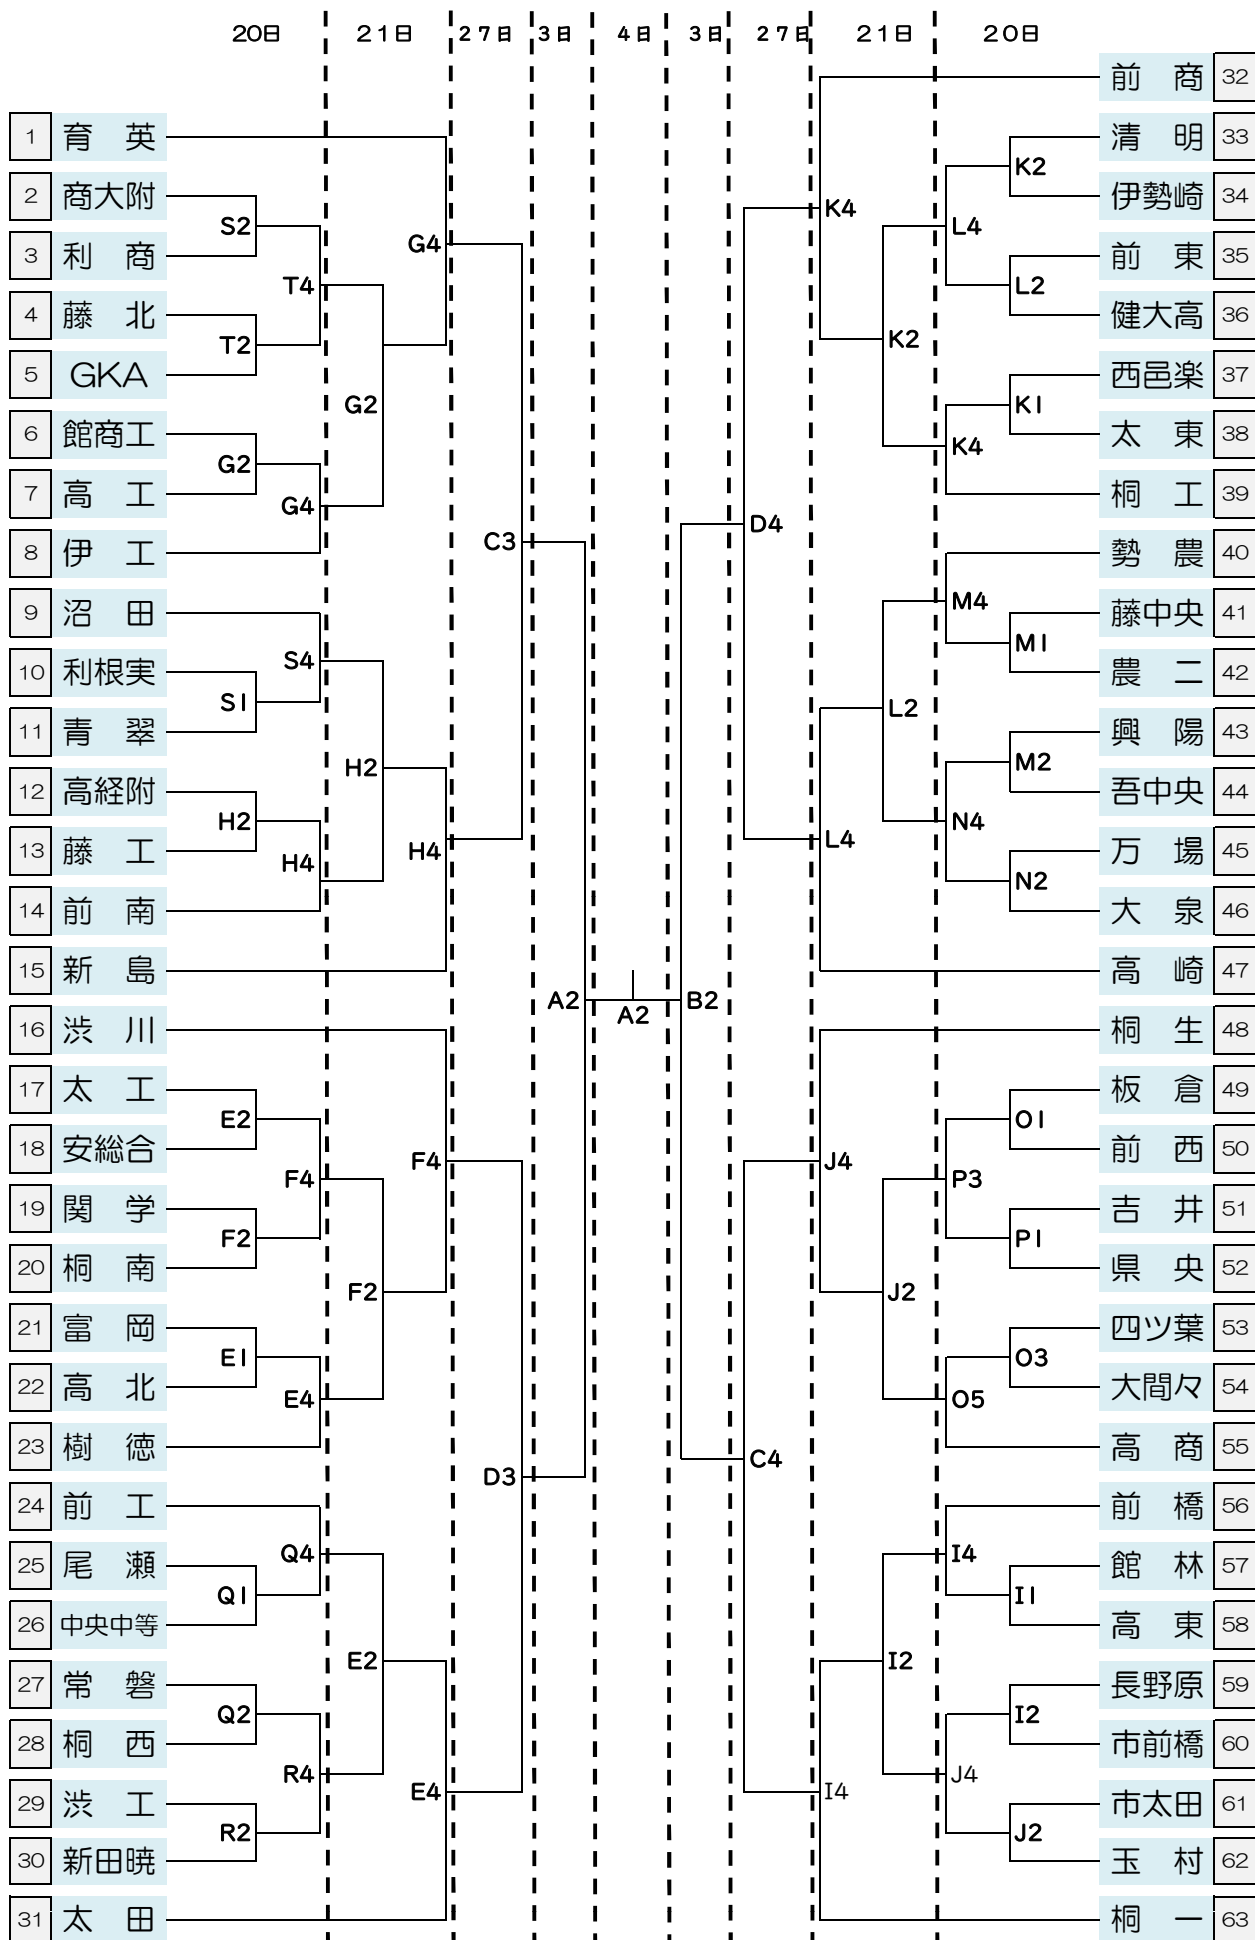 20日 21日 27日 3日 4日 3日 27日 21日 20日
前 商 32
1 育 英
清 明 33
K2
2 商大附
伊勢崎 34
K4
S2
L4
G4
3 利 商
前 東 35
T4
L2
4 藤 北
健大高 36
K2
T2
5 GKA
西邑楽 37
G2
K1
6 館商工
太 東 38
K4
G2
7 高 工
桐 工 39
G4
D4
C3
8 伊 工
勢 農 40
M4
9 沼 田
藤中央 41
M1
S4
10 利根実
農 二 42
S1
L2
11 青 翠
興 陽 43
M2
H2
12 高経附
吾中央 44
H2
N4
L4
13 藤 工
万 場 45
H4
H4
N2
14 前 南
大 泉 46
15 新 島
高 崎 47
A2
A2
B2
16 渋 川
桐 生 48
17 太 工
板 倉 49
E2
O1
18 安総合
前 西 50
F4
J4
F4
P3
19 関 学
吉 井 51
F2
P1
20 桐 南
県 央 52
F2
J2
21 富 岡
四ツ葉 53
E1
O3
22 高 北
大間々 54
E4
O5
23 樹 徳
高 商 55
C4
D3
24 前 工
前 橋 56
Q4
I4
25 尾 瀬
館 林 57
Q1
I1
26 中央中等
高 東 58
E2
I2
27 常 磐
長野原 59
Q2
I2
28 桐 西
市前橋 60
R4
J4
E4
I4
29 渋 工
市太田 61
R2
J2
30 新田暁
玉 村 62
31 太 田
桐 一 63